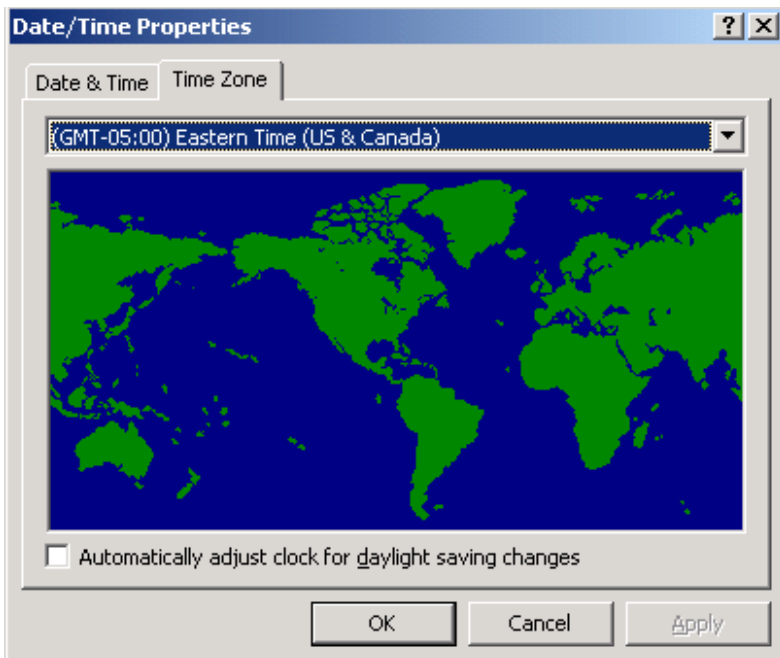 Date/Time Properties
Date & Time Time Zone
(GMT-05:00) Eastern Time (US & Canada)
Automatically adjust clock for daylight saving changes
OK Cancel Apply